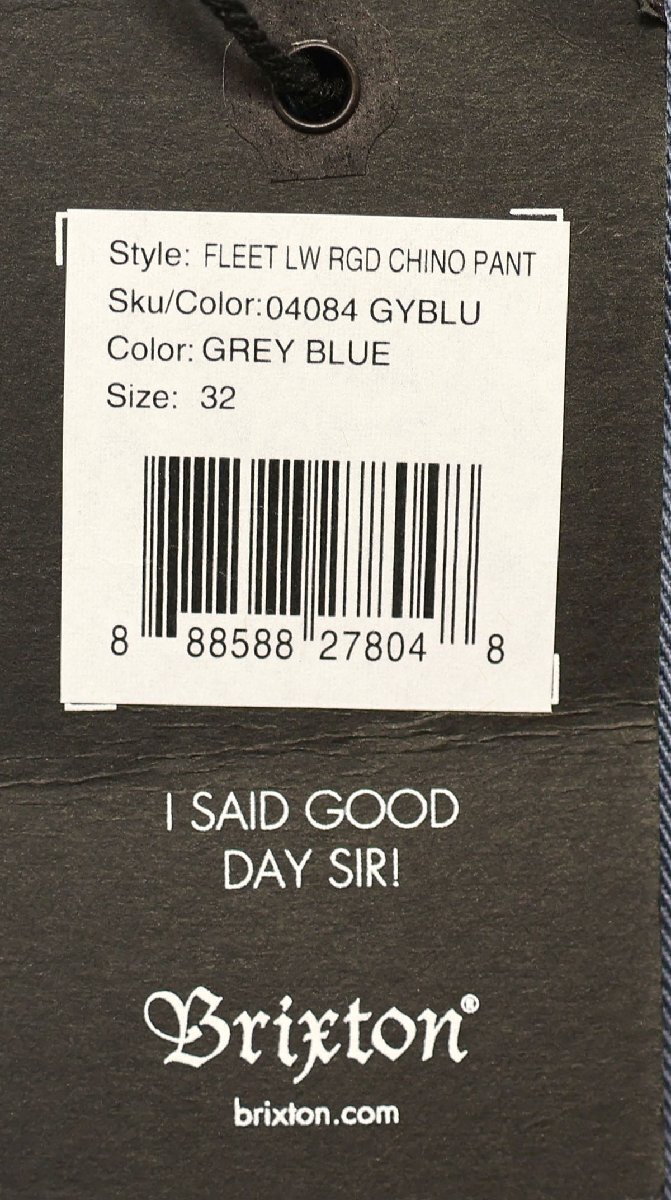 Style: FLEET LW RGD CHINO PANT
Sku/Color:04084 GYBLU
Color: GREY BLUE
Size: 32
8 88588 27804 8
I SAID GOOD
DAY SIR!
Brixton®
brixton.com